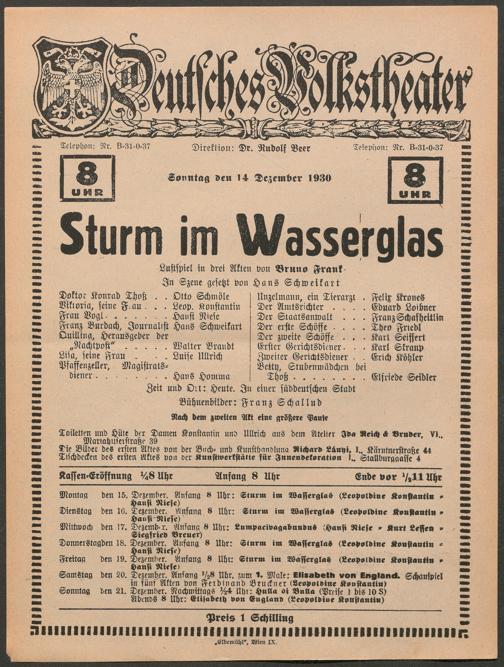 Deutsches Volkstheater
Telephon: Nr. B-31-0-37 Direktion: Dr. Rudolf Beer Telephon: Nr. B-31-0-37
8 UHR Sonntag den 14 Dezember 1930 8 UHR
Sturm im Wasserglas
Lustspiel in drei Akten von Bruno Frank
In Szene gesetzt von Hans Schweikart
Doktor Konrad Thoß . . Otto Schmöle
Viktoria, seine Frau . . Leop. Konstantin
Frau Vogl . . . . . Hansi Niese
Franz Burdach, Journalist Hans Schweikart
Quilling, Herausgeber der
„Nachtpost“ . . . . . Walter Brandt
Lisa, seine Frau . . . Luise Ullrich
Pfaffenzeller, Magistrats-
diener . . . . . . . Hans Homma
Unzelmann, ein Tierarzt . Felix Krones
Der Amtsrichter . . . . Eduard Loibner
Der Staatsanwalt . . . Franz Schafheitlin
Der erste Schöffe . . . Theo Friedl
Der zweite Schöffe . . . Karl Seifert
Erster Gerichtsdiener . . Karl Skraup
Zweiter Gerichtsdiener . . Erich Köhler
Betty, Stubenmädchen bei
Thoß . . . . . . . Elfriede Seidler
Zeit und Ort: Heute. In einer süddeutschen Stadt
Bühnenbilder: Franz Schallud
Nach dem zweiten Akt eine größere Pause
Toiletten und Hüte der Damen Konstantin und Ullrich aus dem Atelier Ida Reich & Bruder, VI.,
Mariahilferstraße 39
Die Bilder des ersten Aktes von der Buch- und Kunsthandlung Richard Lányi, I., Kärntnerstraße 44
Tischdecken des ersten Aktes von der Kunstwerkstätte für Innendekoration I., Stallburggasse 4
Kassen-Eröffnung ½8 Uhr Anfang 8 Uhr Ende vor ½11 Uhr
Montag den 15. Dezember. Anfang 8 Uhr: Sturm im Wasserglas (Leopoldine Konstantin -
Hansi Niese)
Dienstag den 16. Dezember. Anfang 8 Uhr: Sturm im Wasserglas (Leopoldine Konstantin -
Hansi Niese)
Mittwoch den 17. Dezember. Anfang 8 Uhr: Lumpacivagabundus (Hansi Niese - Kurt Lessen -
Siegfried Breuer)
Donnerstag den 18. Dezember. Anfang 8 Uhr: Sturm im Wasserglas (Leopoldine Konstantin -
Hansi Niese)
Freitag den 19. Dezember. Anfang 8 Uhr: Sturm im Wasserglas (Leopoldine Konstantin -
Hansi Niese)
Samstag den 20. Dezember. Anfang ½8 Uhr, zum 1. Male: Elisabeth von England. Schauspiel
in fünf Akten von Ferdinand Bruckner (Leopoldine Konstantin)
Sonntag den 21. Dezember. Nachmittags ½4 Uhr: Hulla di Bulla (Preise 1 bis 10 S)
Abends 8 Uhr: Elisabeth von England (Leopoldine Konstantin)
Preis 1 Schilling
„Elbemühl“, Wien IX.